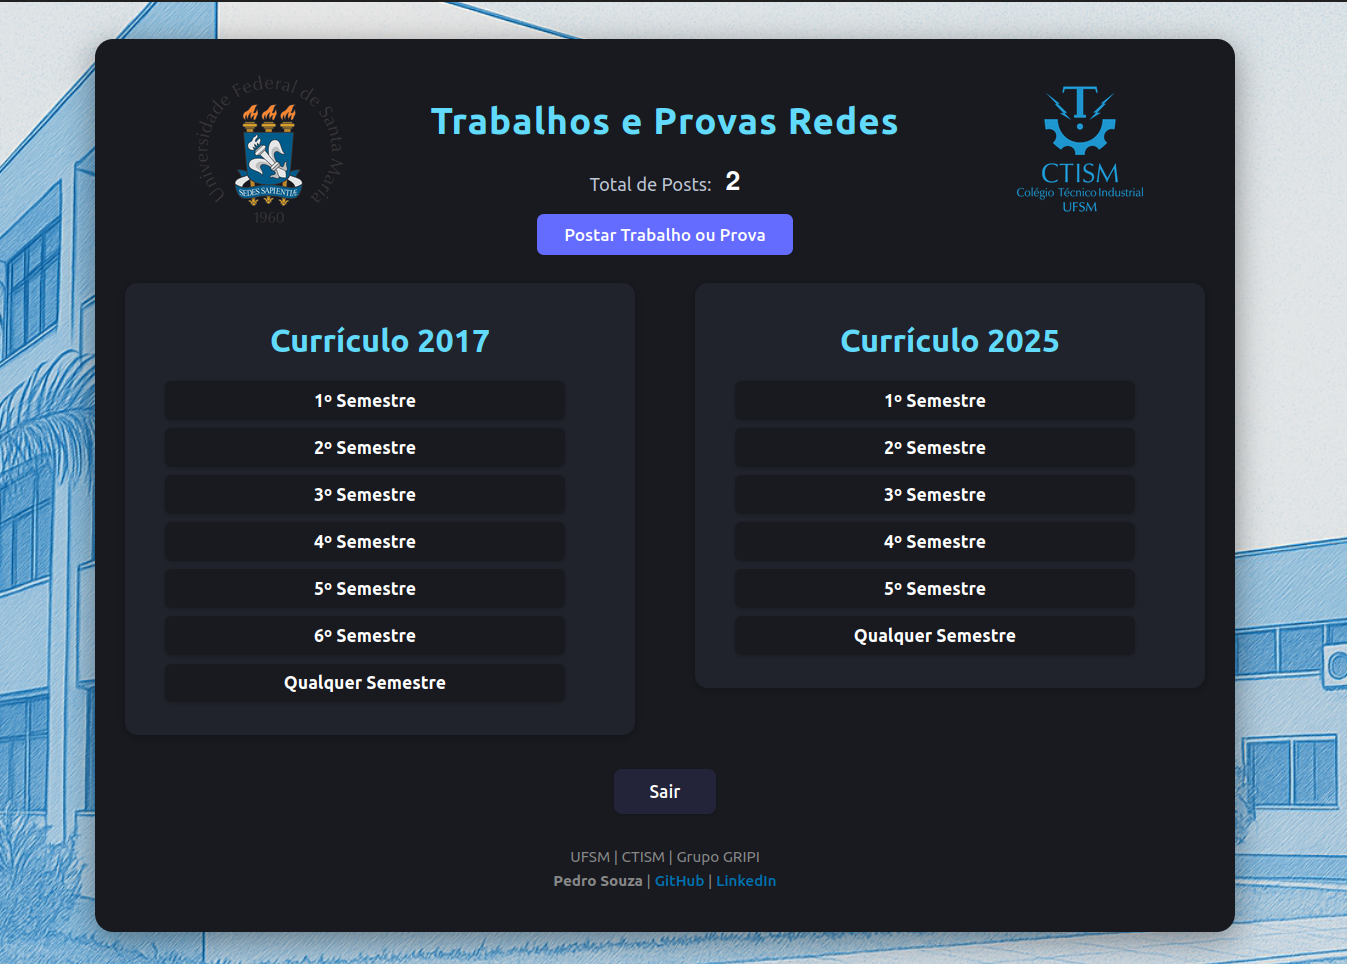 Universidade Federal de Santa Maria
SEDES SAPIENTIÆ
1960
Trabalhos e Provas Redes
Total de Posts: 2
Postar Trabalho ou Prova
T
CTISM
Colégio Técnico Industrial
UFSM
Currículo 2017
1º Semestre
2º Semestre
3º Semestre
4º Semestre
5º Semestre
6º Semestre
Qualquer Semestre
Currículo 2025
1º Semestre
2º Semestre
3º Semestre
4º Semestre
5º Semestre
Qualquer Semestre
Sair
UFSM | CTISM | Grupo GRIPI
Pedro Souza | GitHub | LinkedIn